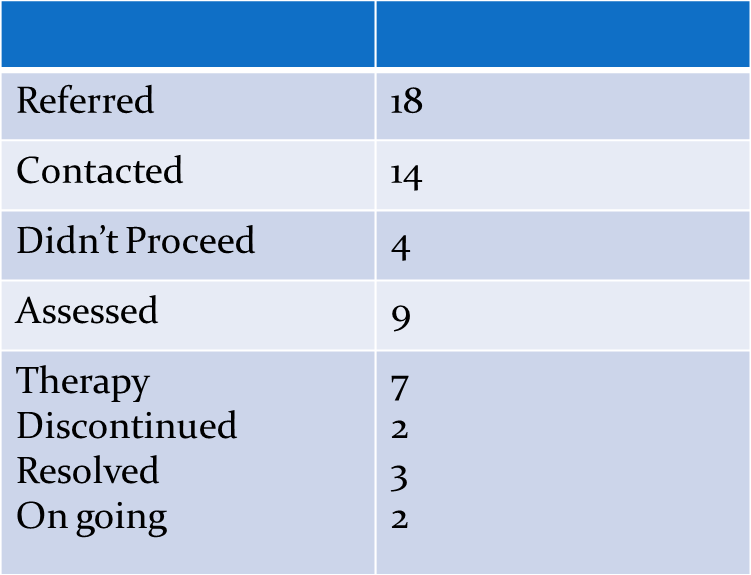 Referred 18
Contacted 14
Didn't Proceed 4
Assessed 9
Therapy 7
Discontinued 2
Resolved 3
On going 2